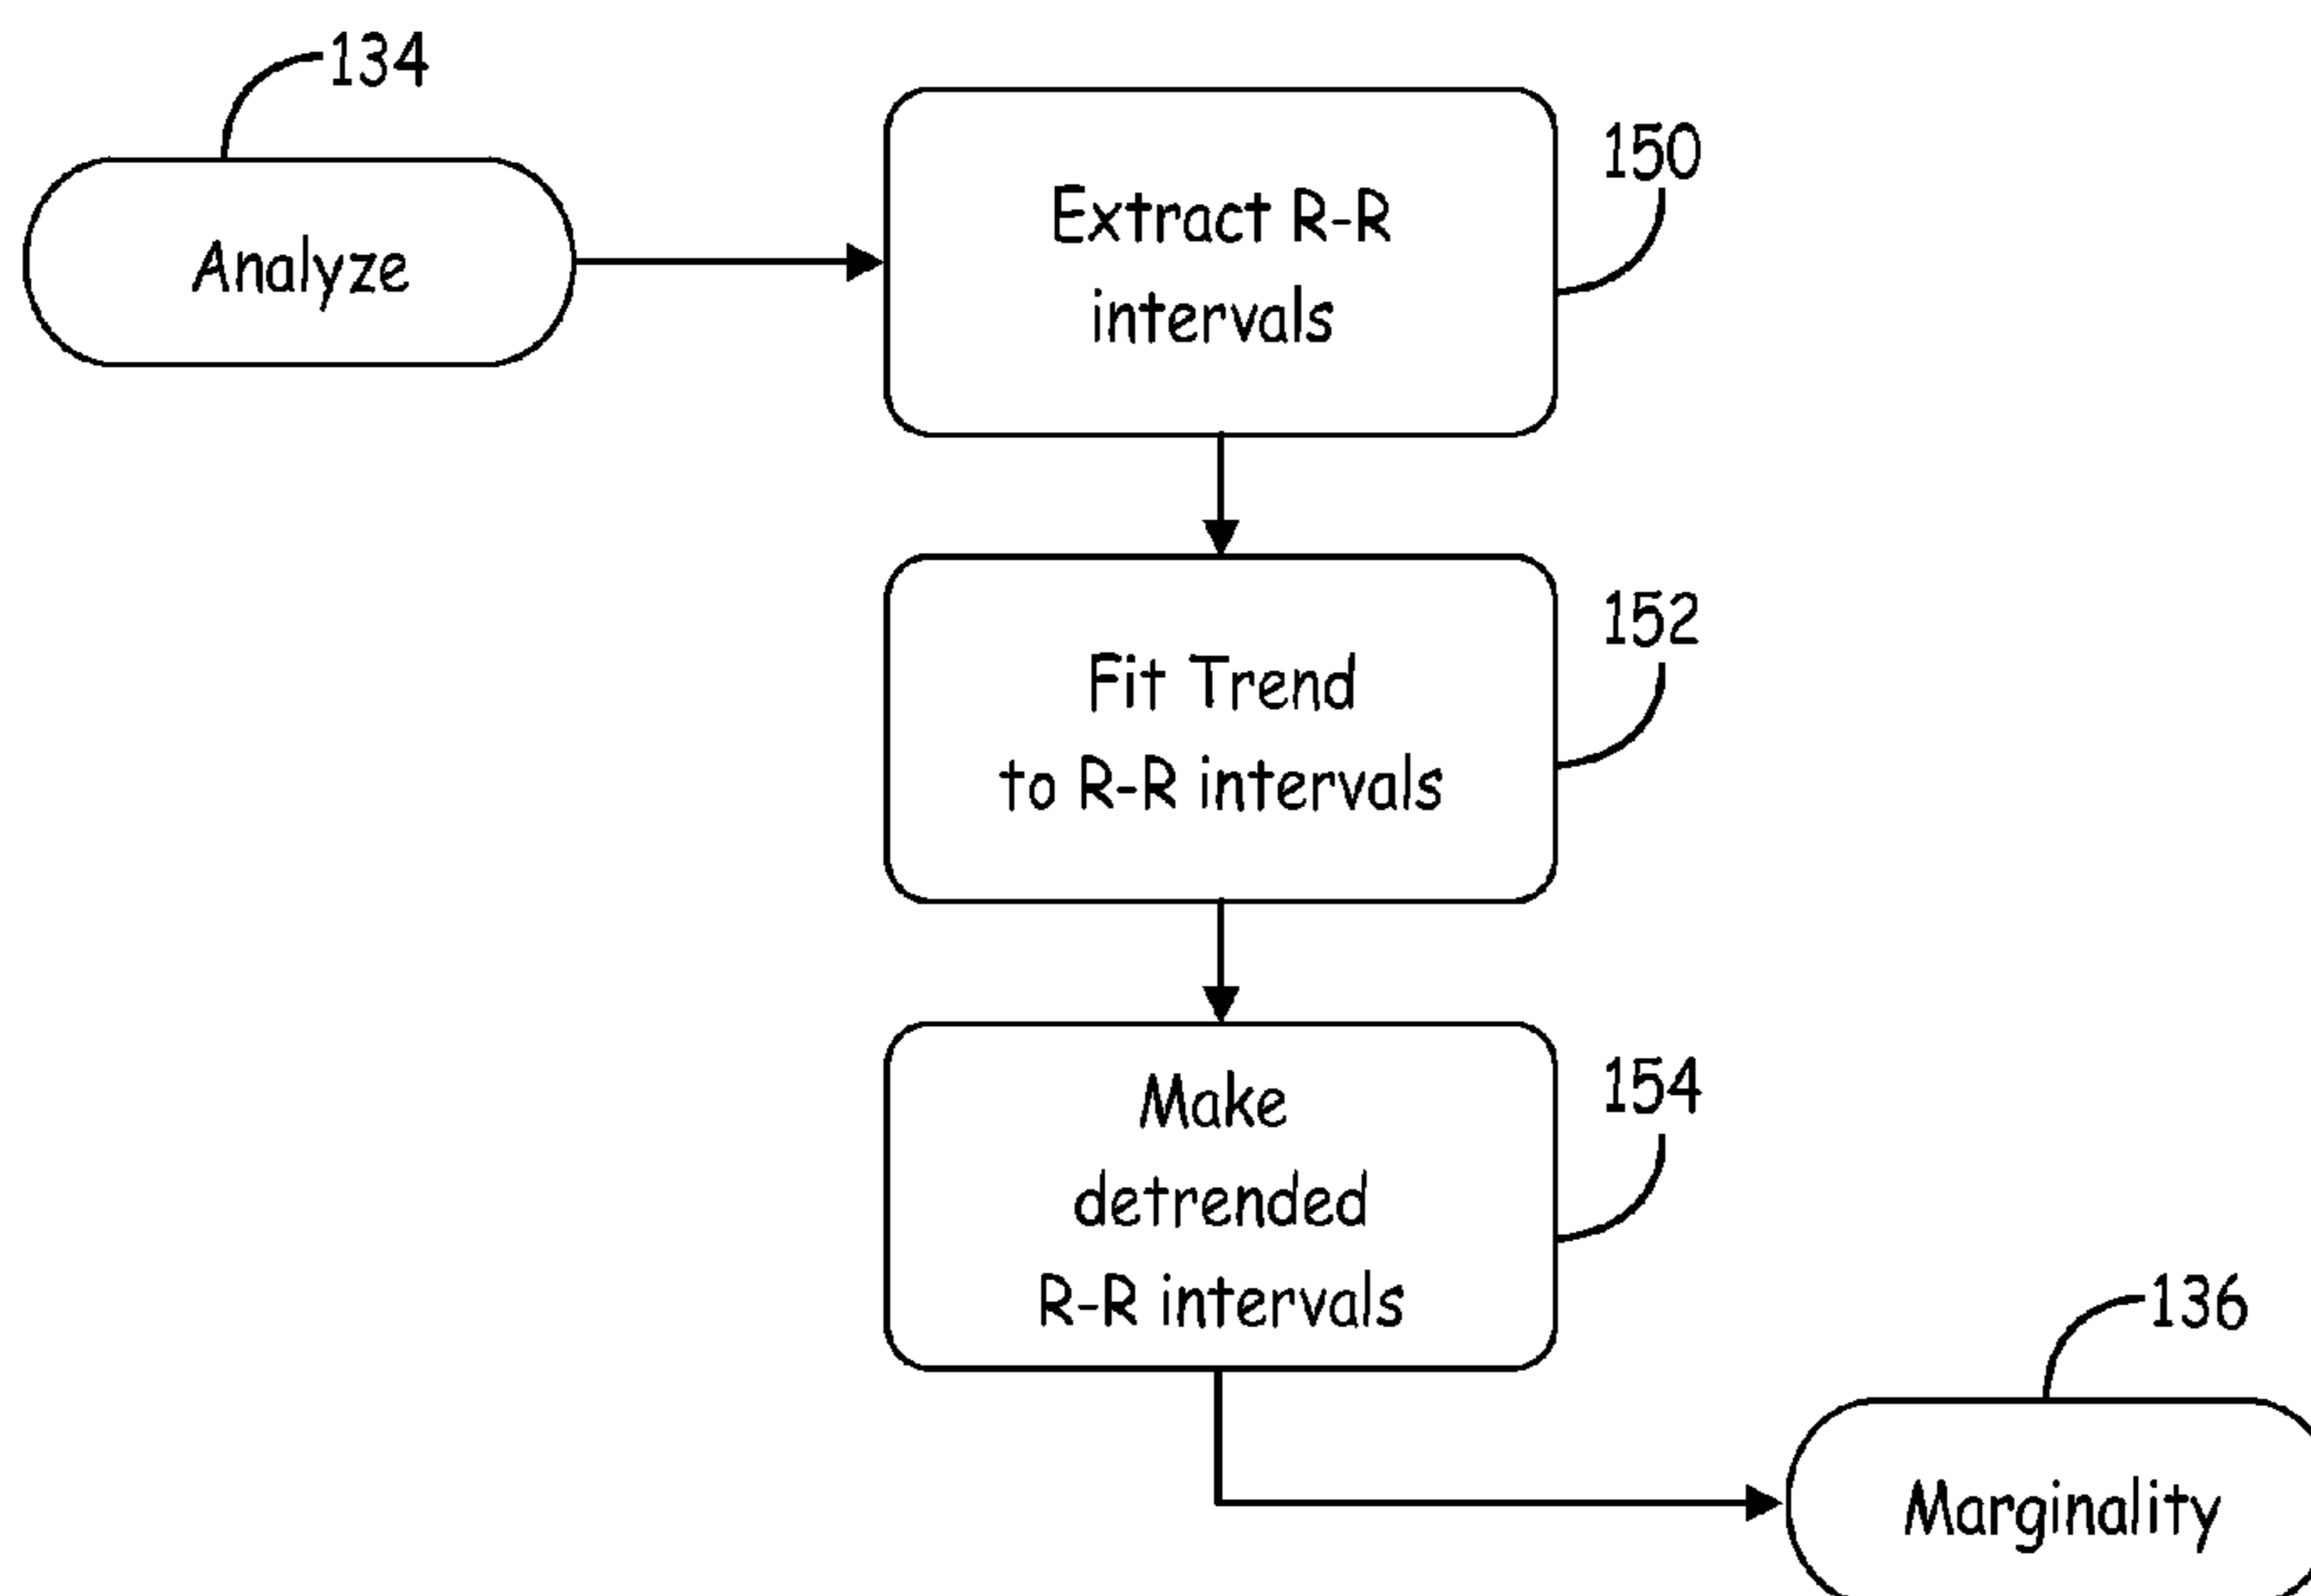 134
Analyze
150
Extract R-R
intervals
152
Fit Trend
to R-R intervals
154
Make
detrended
R-R intervals
136
Marginality